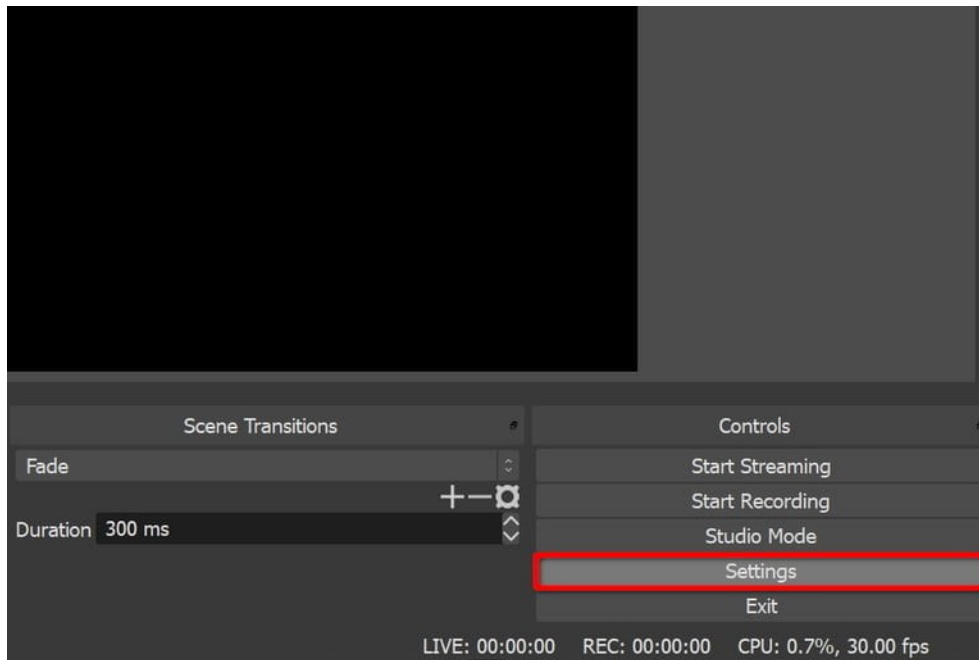 Scene Transitions
Fade
Duration 300 ms
Controls
Start Streaming
Start Recording
Studio Mode
Settings
Exit
LIVE: 00:00:00 REC: 00:00:00 CPU: 0.7%, 30.00 fps